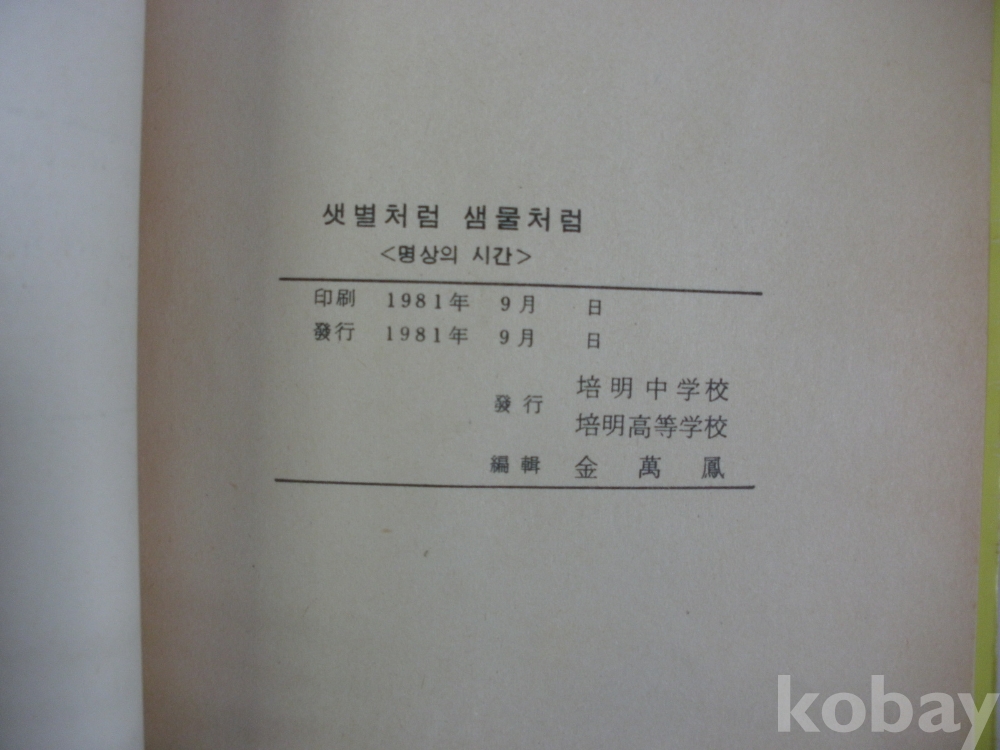 샛별처럼 샘물처럼
<명상의 시간>
印刷 1981年 9月 日
發行 1981年 9月 日
發行 培明中学校
培明高等学校
編輯 金萬鳳
kobay